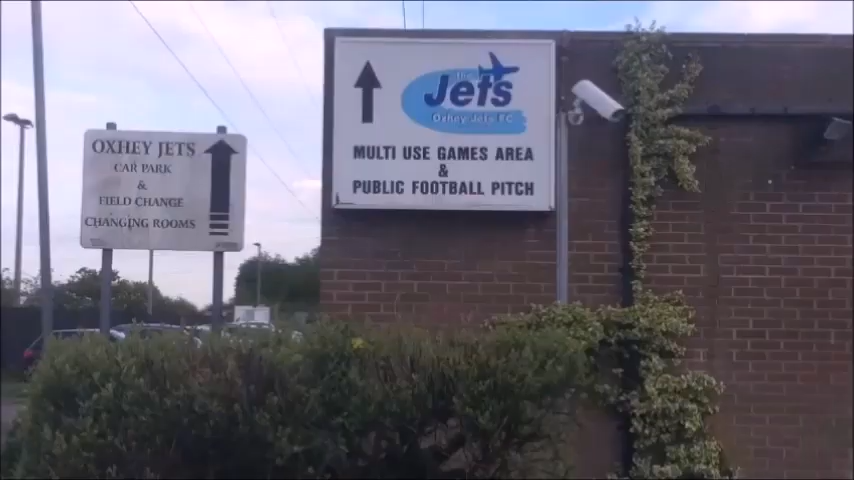 OXHEY JETS
CAR PARK
&
FIELD CHANGE
CHANGING ROOMS
the
Jets
Oxhey Jets FC
MULTI USE GAMES AREA
&
PUBLIC FOOTBALL PITCH